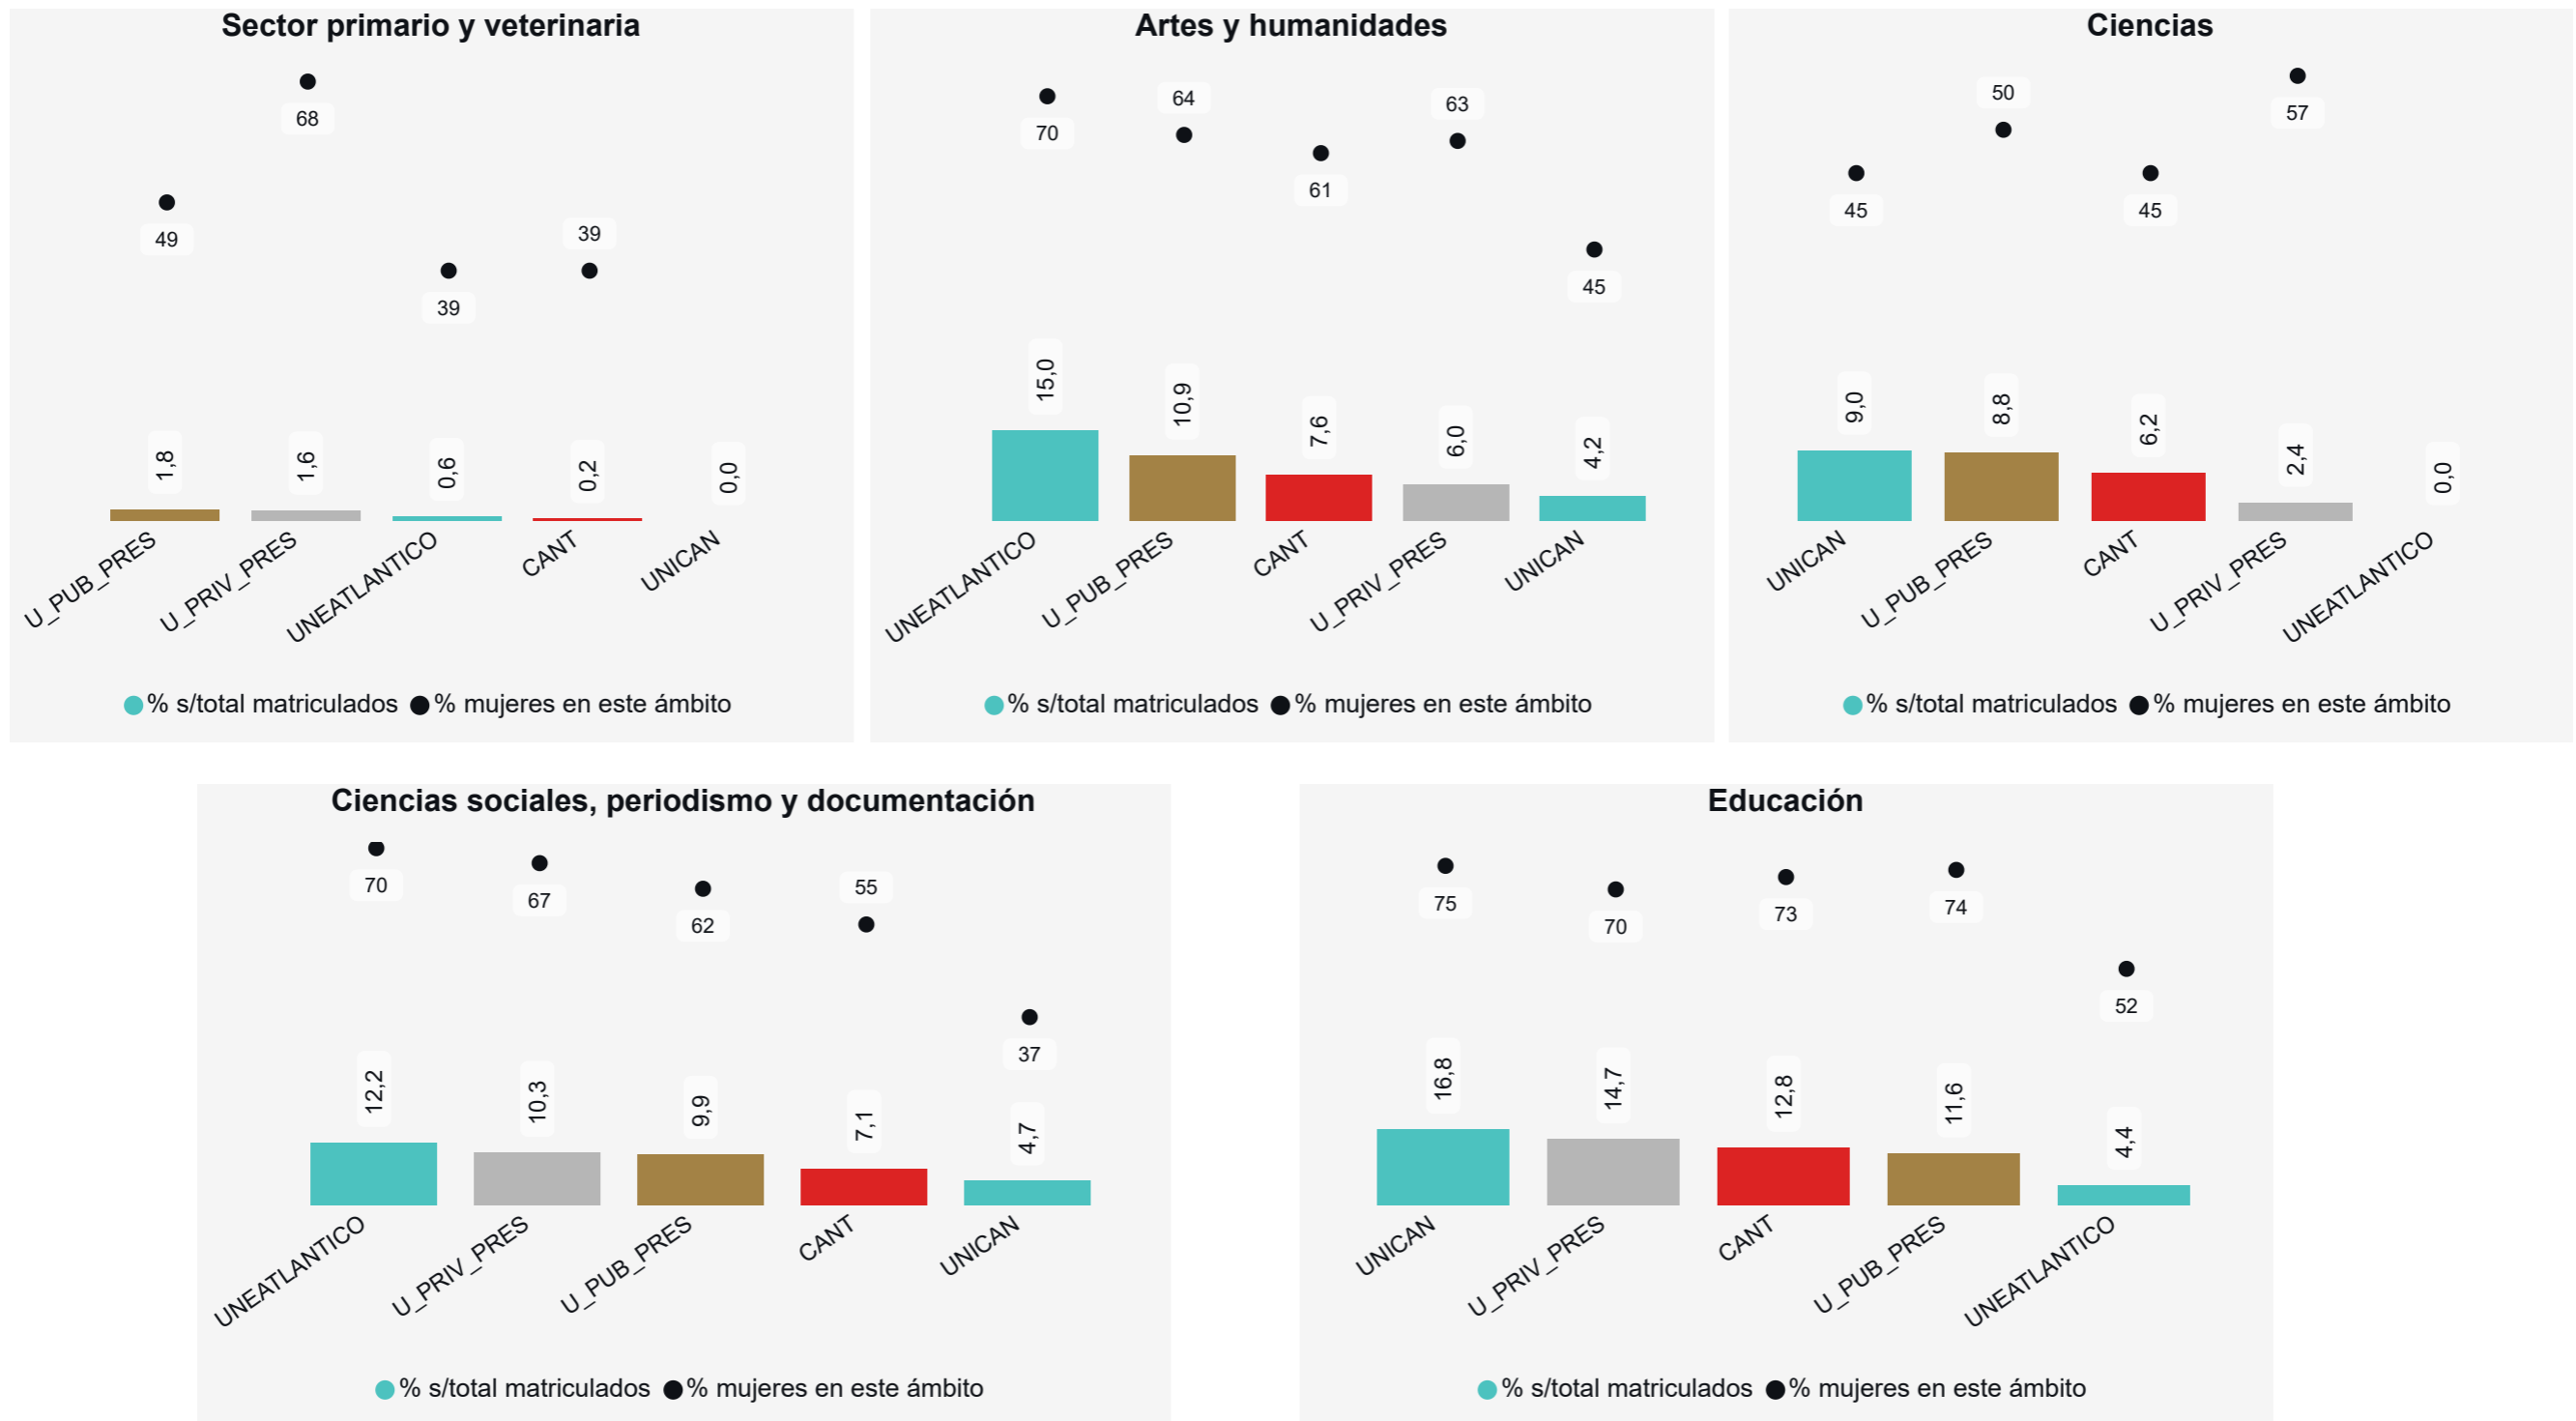 Sector primario y veterinaria
68
49
39
39
1,8
1,6
0,6
0,2
0,0
U_PUB_PRES
U_PRIV_PRES
UNEATLANTICO
CANT
UNICAN
% s/total matriculados % mujeres en este ámbito
Artes y humanidades
70
64
61
63
45
15,0
10,9
7,6
6,0
4,2
UNEATLANTICO
U_PUB_PRES
CANT
U_PRIV_PRES
UNICAN
% s/total matriculados % mujeres en este ámbito
Ciencias
45
50
45
57
9,0
8,8
6,2
2,4
0,0
UNICAN
U_PUB_PRES
CANT
U_PRIV_PRES
UNEATLANTICO
% s/total matriculados % mujeres en este ámbito
Ciencias sociales, periodismo y documentación
70
67
62
55
37
12,2
10,3
9,9
7,1
4,7
UNEATLANTICO
U_PRIV_PRES
U_PUB_PRES
CANT
UNICAN
% s/total matriculados % mujeres en este ámbito
Educación
75
70
73
74
52
16,8
14,7
12,8
11,6
4,4
UNICAN
U_PRIV_PRES
CANT
U_PUB_PRES
UNEATLANTICO
% s/total matriculados % mujeres en este ámbito